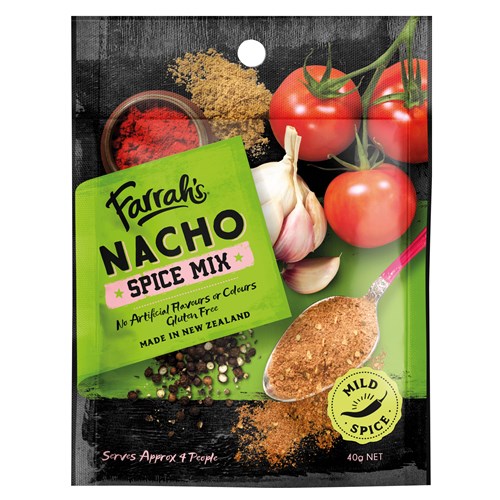 Farrah's
NACHO
SPICE MIX
No Artificial Flavours or Colours
Gluten Free
MADE IN NEW ZEALAND
MILD
SPICE
Serves Approx 4 People
40g NET